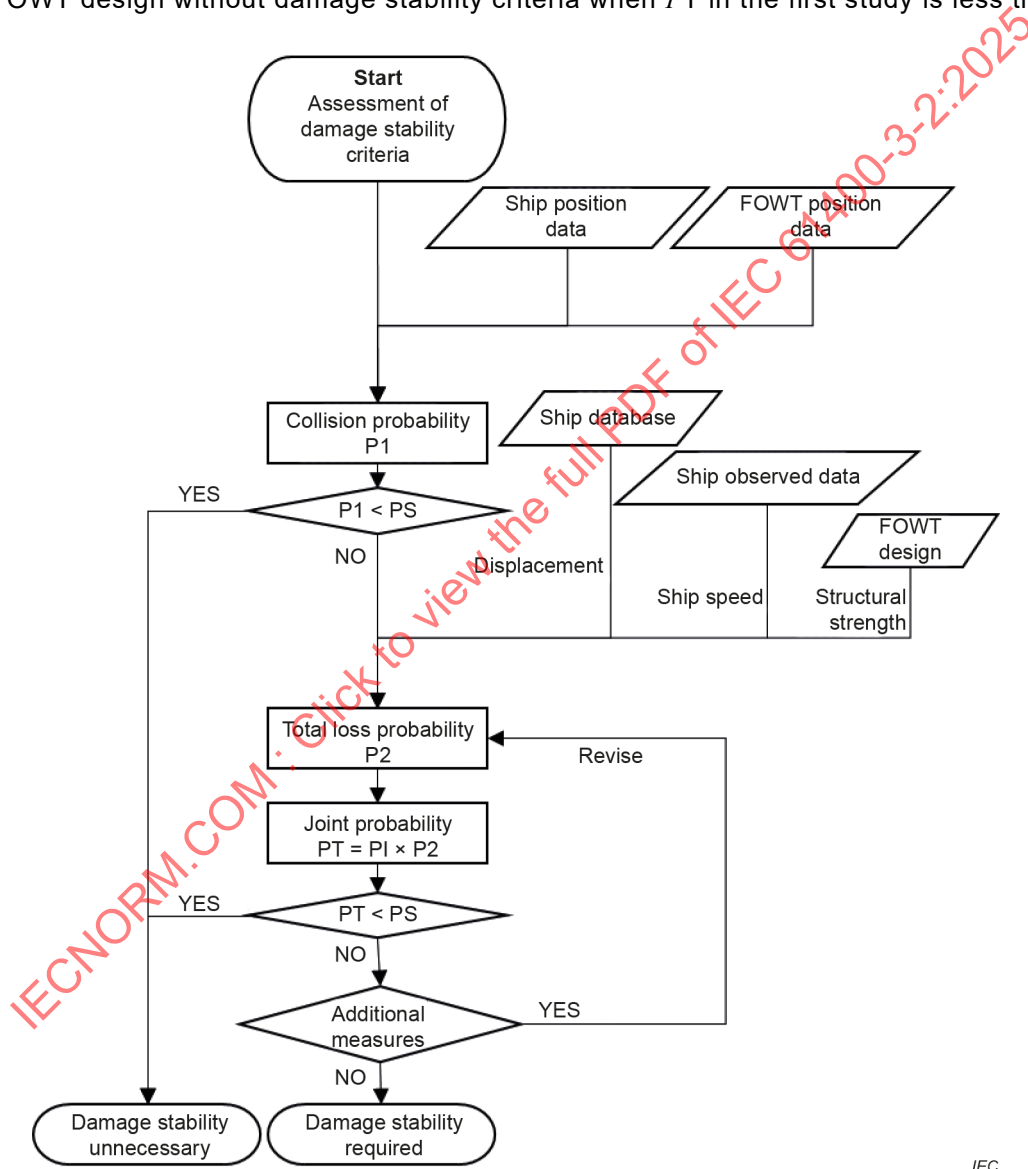 OWT design without damage stability criteria when P1 in the first study is less
Start
Assessment of
damage stability
criteria
Ship position
data
FOWT position
data
Collision probability
P1
Ship database
Ship observed data
FOWT
design
YES
P1 < PS
NO
Displacement
Ship speed
Structural
strength
Total loss probability
P2
Revise
Joint probability
PT = PI × P2
YES
PT < PS
NO
Additional
measures
YES
NO
Damage stability
unnecessary
Damage stability
required
IEC
IECNORM.COM : Click to view the full PDF of IEC 61400-3-2:2025